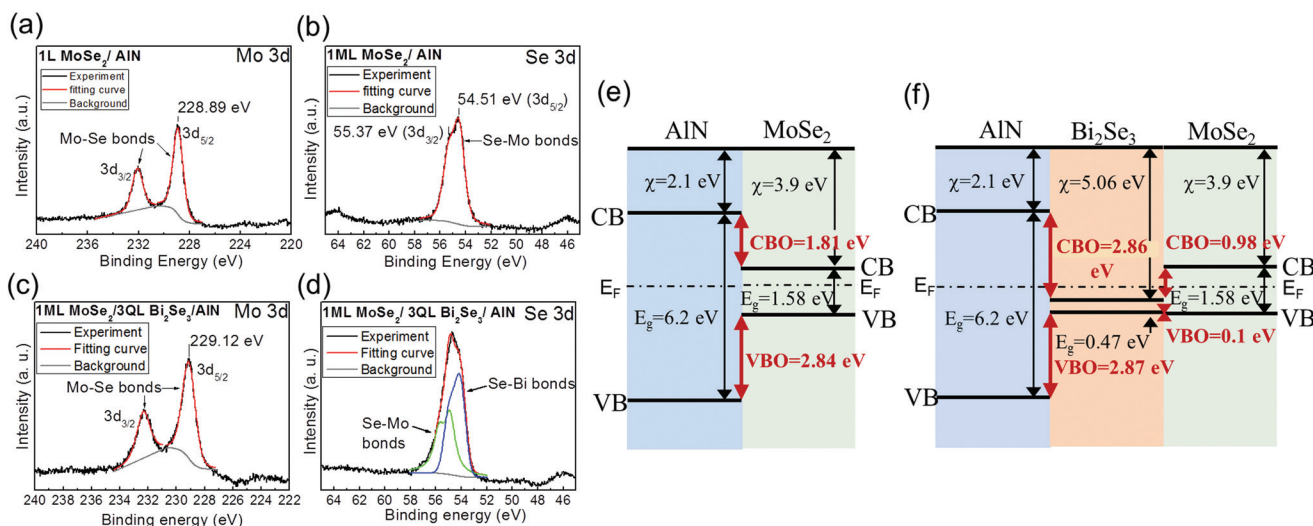 (a)
1L MoSe₂/ AlN
Mo 3d
Experiment
fitting curve
Background
228.89 eV
Mo-Se bonds
3d₅/₂
3d₃/₂
Intensity (a.u.)
240 236 232 228 224 220
Binding Energy (eV)
(b)
1ML MoSe₂/ AlN
Se 3d
Experiment
Fitting curve
Background
54.51 eV (3d₅/₂)
55.37 eV (3d₃/₂)
Se-Mo bonds
Intensity (a.u.)
64 62 60 58 56 54 52 50 48 46
Binding Energy (eV)
(c)
1ML MoSe₂/3QL Bi₂Se₃/AlN
Mo 3d
Experiment
Fitting curve
Background
229.12 eV
Mo-Se bonds
3d₅/₂
3d₃/₂
Intensity (a. u.)
240 238 236 234 232 230 228 226 224 222
Binding energy (eV)
(d)
1ML MoSe₂/ 3QL Bi₂Se₃/ AlN
Se 3d
Experiment
Fitting curve
Background
Se-Bi bonds
Se-Mo
bonds
Intensity (a.u.)
64 62 60 58 56 54 52 50 48 46
Binding energy (eV)
(e)
AlN
MoSe₂
χ=2.1 eV
χ=3.9 eV
CB
CBO=1.81 eV
CB
E_F
E_g=1.58 eV
E_g=6.2 eV
VB
VBO=2.84 eV
VB
(f)
AlN
Bi₂Se₃
MoSe₂
χ=2.1 eV
χ=5.06 eV
χ=3.9 eV
CB
CBO=2.86
eV
CBO=0.98 eV
CB
E_F
E_F
E_g=1.58 eV
E_g=6.2 eV
VB
E_g=0.47 eV
VBO=0.1 eV
VBO=2.87 eV
VB